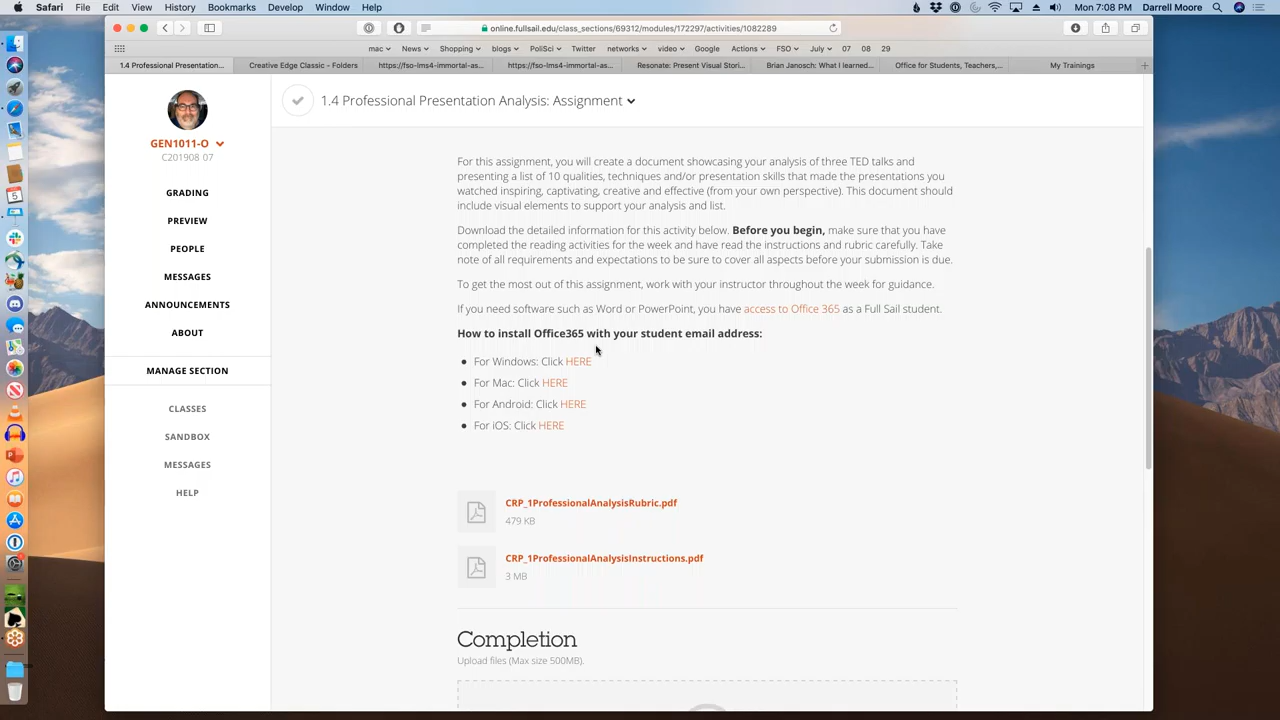 Safari File Edit View History Bookmarks Develop Window Help
Mon 7:08 PM Darrell Moore
online.fullsail.edu/class_sections/69312/modules/172297/activities/1082289
mac News Shopping blogs PoliSci Twitter networks video Google Actions FSO July 07 08 29
1.4 Professional Presentation... Creative Edge Classic - Folders https://fso-lms4-immortal-as... https://fso-lms4-immortal-as... Resonate: Present Visual Stori... Brian Janosch: What I learned... Office for Students, Teachers,... My Trainings
1.4 Professional Presentation Analysis: Assignment
GEN1011-O
C201908 07
GRADING
PREVIEW
PEOPLE
MESSAGES
ANNOUNCEMENTS
ABOUT
MANAGE SECTION
CLASSES
SANDBOX
MESSAGES
HELP
For this assignment, you will create a document showcasing your analysis of three TED talks and
presenting a list of 10 qualities, techniques and/or presentation skills that made the presentations you
watched inspiring, captivating, creative and effective (from your own perspective). This document should
include visual elements to support your analysis and list.
Download the detailed information for this activity below. Before you begin, make sure that you have
completed the reading activities for the week and have read the instructions and rubric carefully. Take
note of all requirements and expectations to be sure to cover all aspects before your submission is due.
To get the most out of this assignment, work with your instructor throughout the week for guidance.
If you need software such as Word or PowerPoint, you have access to Office 365 as a Full Sail student.
How to install Office365 with your student email address:
For Windows: Click HERE
For Mac: Click HERE
For Android: Click HERE
For iOS: Click HERE
CRP_1ProfessionalAnalysisRubric.pdf
479 KB
CRP_1ProfessionalAnalysisInstructions.pdf
3 MB
Completion
Upload files (Max size 500MB).